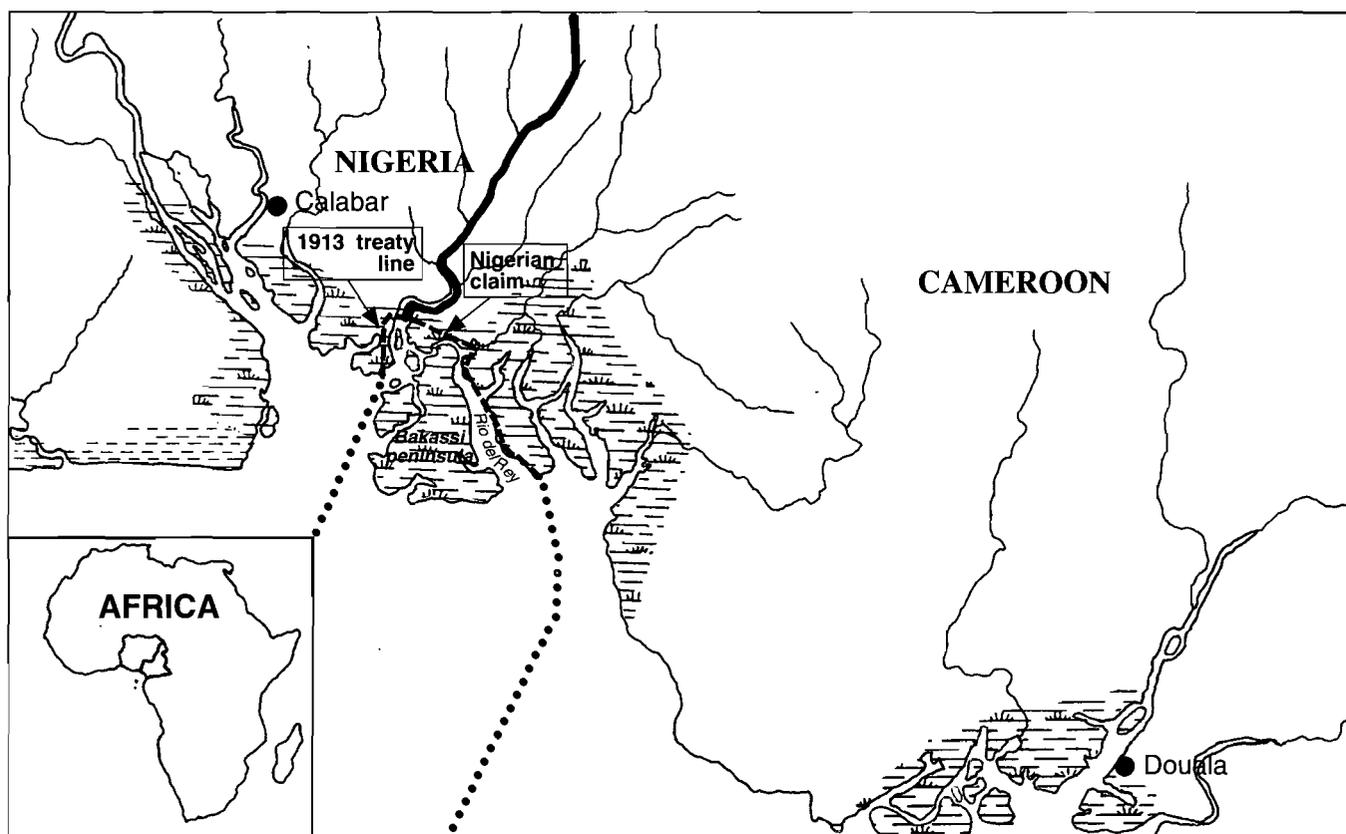 NIGERIA
Calabar
1913 treaty
line
Nigerian
claim
CAMEROON
Bakassi
peninsula
Rio del Rey
AFRICA
Douala